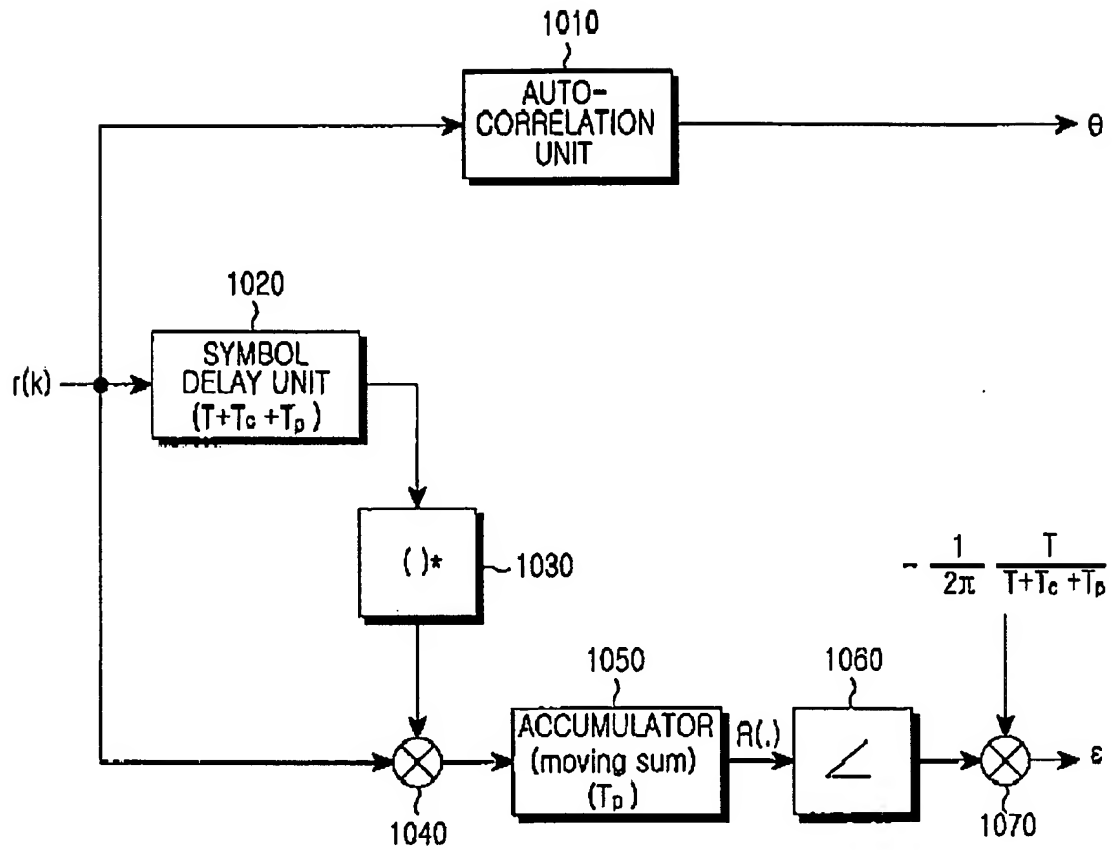 1010
AUTO-
CORRELATION
UNIT
θ
1020
SYMBOL
DELAY UNIT
(T+Tc+Tp)
r(k)
( )*
1030
- 1/2π T/T+Tc+Tp
1050
ACCUMULATOR
(moving sum)
(Tp)
R(.)
1060
∠
ε
1040
1070